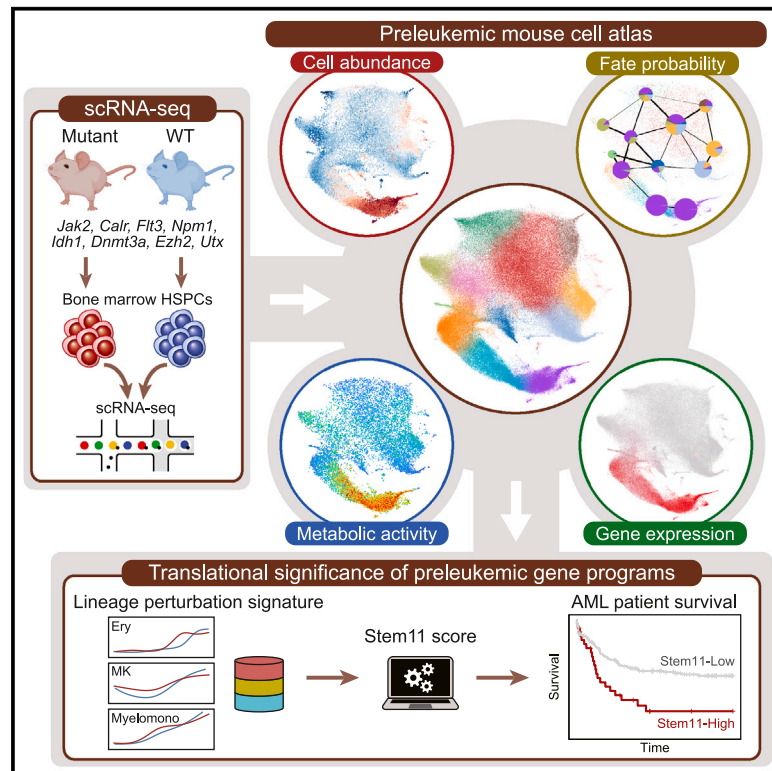 Preleukemic mouse cell atlas
scRNA-seq
Mutant
WT
Jak2, Calr, Flt3, Npm1,
Idh1, Dnmt3a, Ezh2, Utx
Bone marrow HSPCs
scRNA-seq
Cell abundance
Fate probability
Metabolic activity
Gene expression
Translational significance of preleukemic gene programs
Lineage perturbation signature
Ery
MK
Myelomono
Stem11 score
AML patient survival
Survival
Stem11-Low
Stem11-High
Time